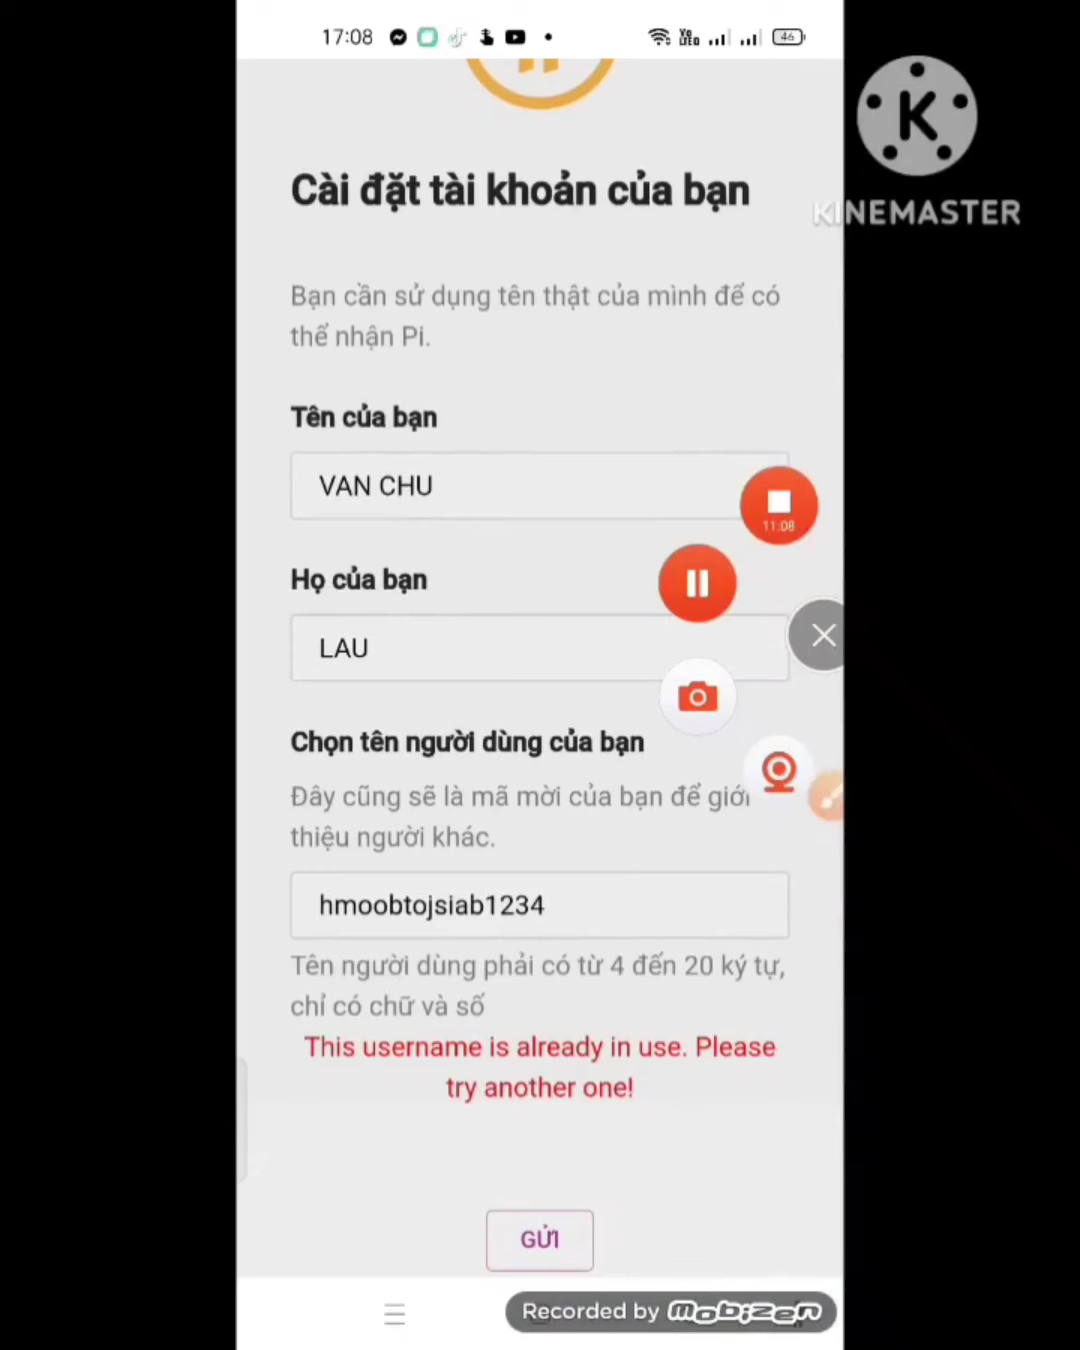 17:08
46
KINEMASTER
Cài đặt tài khoản của bạn
Bạn cần sử dụng tên thật của mình để có
thể nhận Pi.
Tên của bạn
VAN CHU
11:08
Họ của bạn
LAU
Chọn tên người dùng của bạn
Đây cũng sẽ là mã mời của bạn để giới
thiệu người khác.
hmoobtojsiab1234
Tên người dùng phải có từ 4 đến 20 ký tự,
chỉ có chữ và số
This username is already in use. Please
try another one!
GỬI
Recorded by mobizen